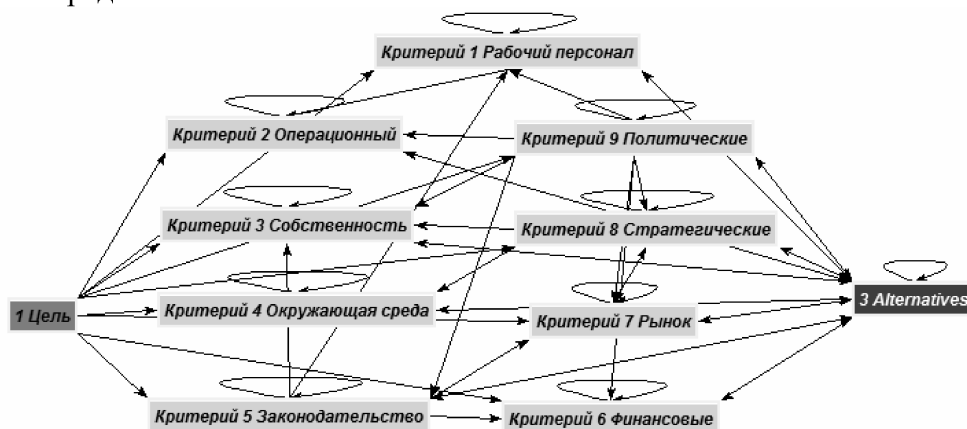 Критерий 1 Рабочий персонал
Критерий 2 Операционный
Критерий 9 Политические
Критерий 3 Собственность
Критерий 8 Стратегические
1 Цель
Критерий 4 Окружающая среда
Критерий 7 Рынок
3 Alternatives
Критерий 5 Законодательство
Критерий 6 Финансовые